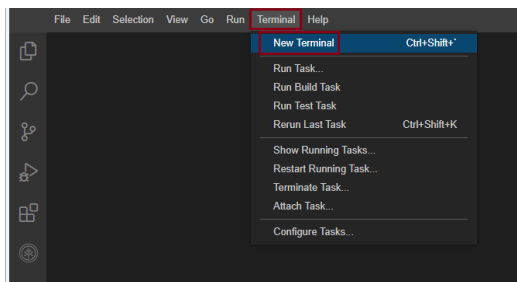 File Edit Selection View Go Run Terminal Help
New Terminal Ctrl+Shift+`
Run Task...
Run Build Task
Run Test Task
Rerun Last Task Ctrl+Shift+K
Show Running Tasks...
Restart Running Task...
Terminate Task...
Attach Task...
Configure Tasks...